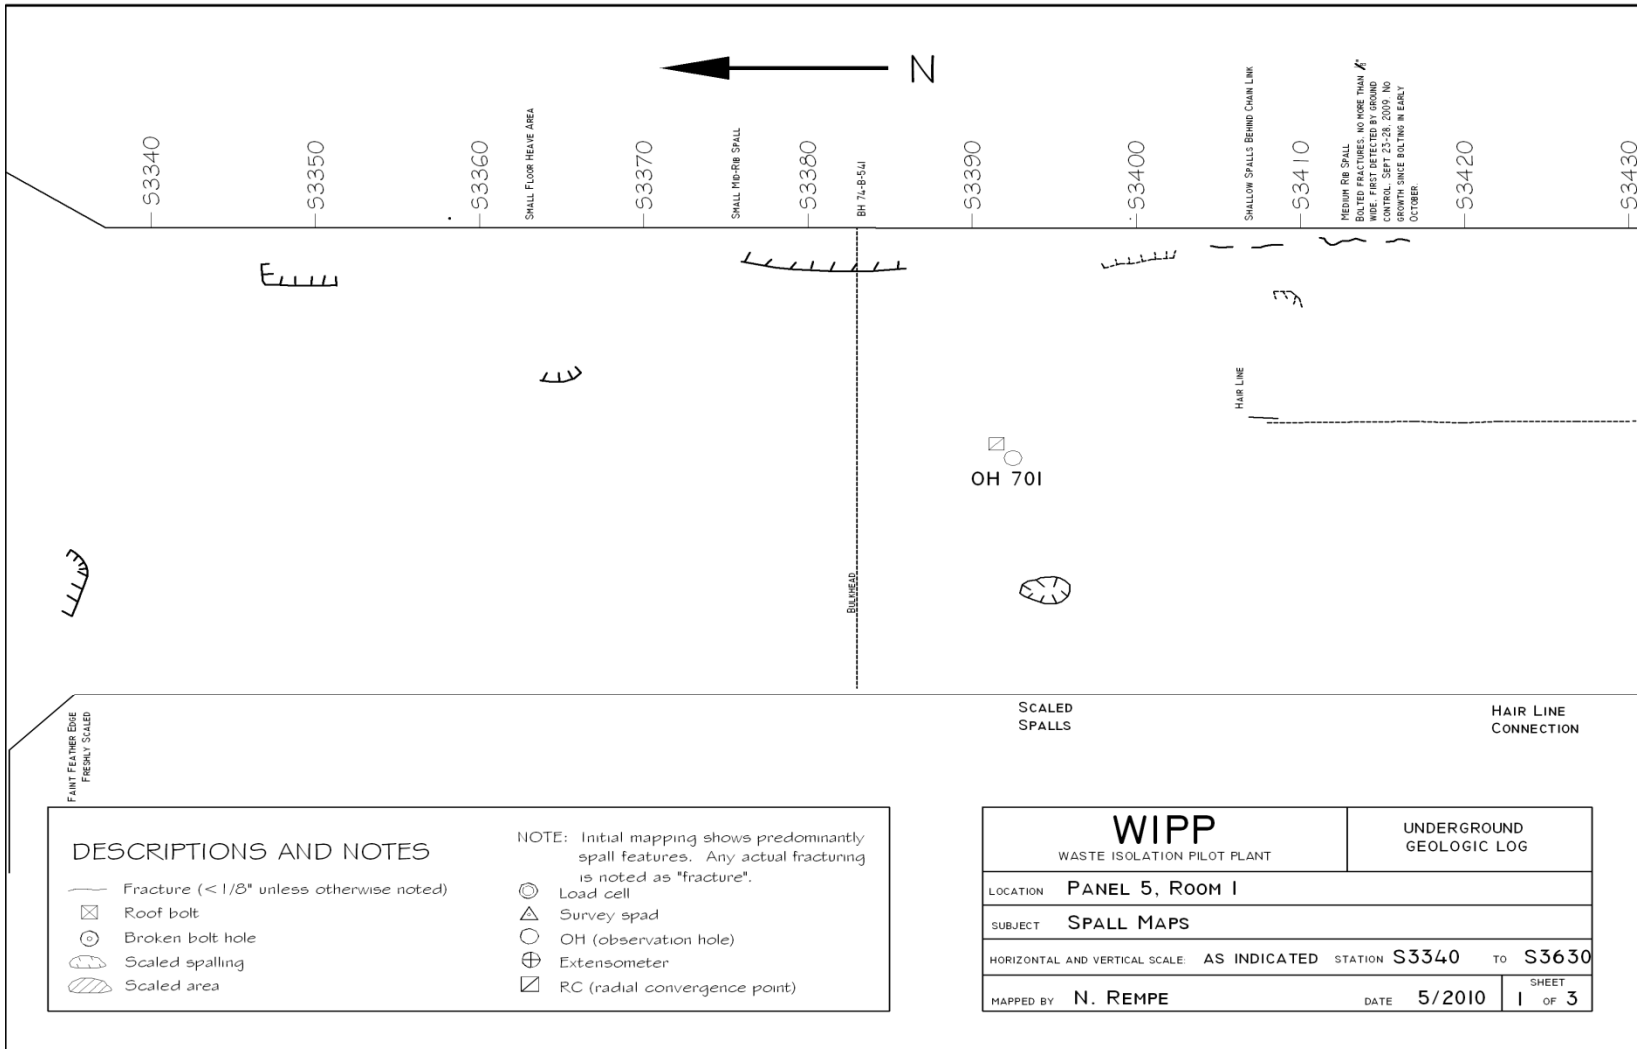 N
S3340
S3350
S3360
SMALL FLOOR HEAVE AREA
S3370
SMALL MID-RIB SPALL
S3380
BH 74-B-541
S3390
S3400
SHALLOW SPALLS BEHIND CHAIN LINK
S3410
MEDIUM RIB SPALL
BOLTED FRACTURES, NO MORE THAN
WIDE. FIRST DETECTED BY GROUND
CONTROL, SEPT 23-28, 2009. NO
GROWTH SINCE BOLTING IN EARLY
OCTOBER.
S3420
S3430
HAIR LINE
OH 701
BULKHEAD
FAINT FEATHER EDGE
FRESHLY SCALED
SCALED
SPALLS
HAIR LINE
CONNECTION
DESCRIPTIONS AND NOTES
Fracture (< 1/8" unless otherwise noted)
Roof bolt
Broken bolt hole
Scaled spalling
Scaled area
NOTE: Initial mapping shows predominantly
spall features. Any actual fracturing
is noted as "fracture".
Load cell
Survey spad
OH (observation hole)
Extensometer
RC (radial convergence point)
WIPP
WASTE ISOLATION PILOT PLANT
UNDERGROUND
GEOLOGIC LOG
LOCATION PANEL 5, ROOM 1
SUBJECT SPALL MAPS
HORIZONTAL AND VERTICAL SCALE: AS INDICATED STATION S3340 TO S3630
MAPPED BY N. REMPE DATE 5/2010 SHEET
1 OF 3